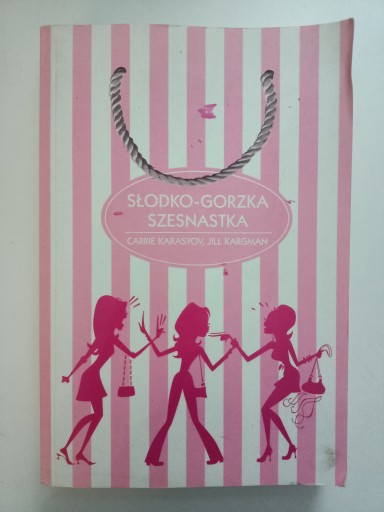 SŁODKO-GORZKA
SZESNASTKA
CARRIE KARASYOV, JILL KARGMAN